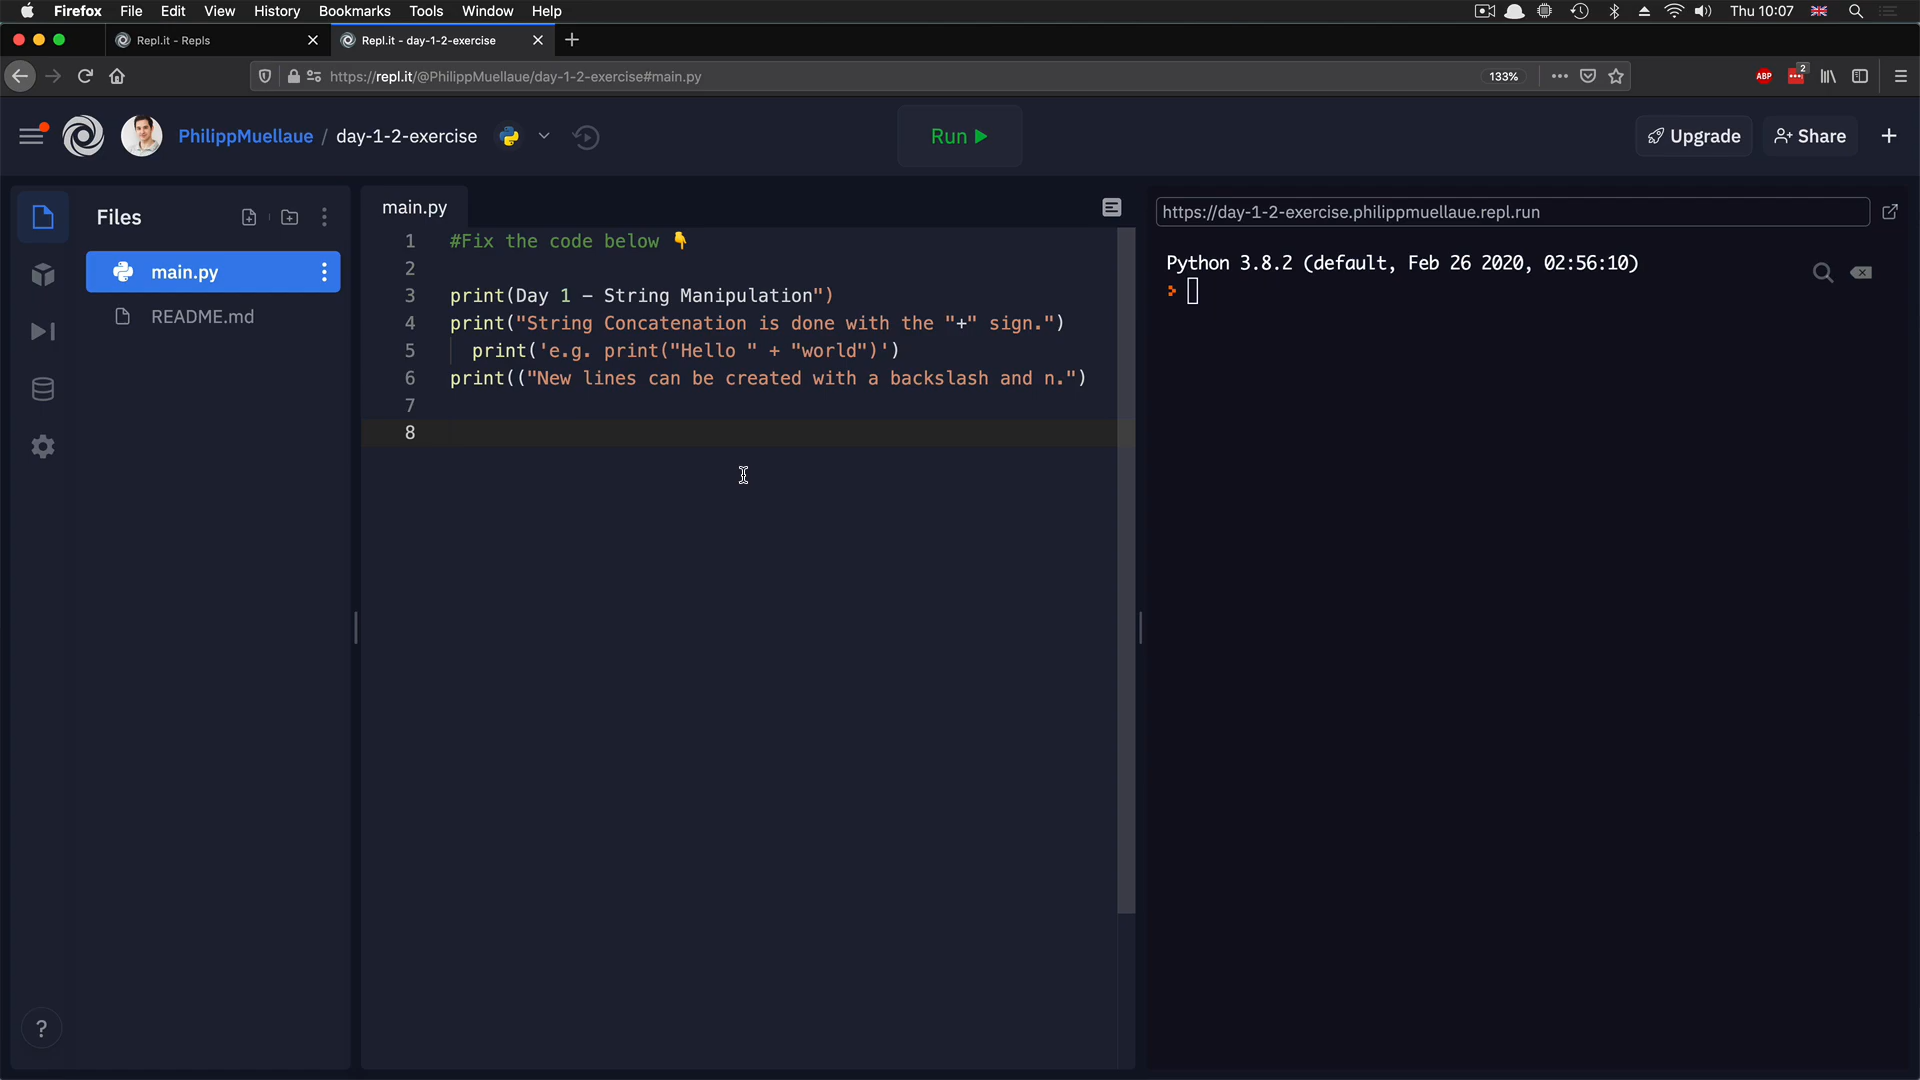 Firefox File Edit View History Bookmarks Tools Window Help Thu 10:07
Repl.it - Repls Repl.it - day-1-2-exercise
https://repl.it/@PhilippMuellaue/day-1-2-exercise#main.py 133% ABP 2
PhilippMuellaue / day-1-2-exercise Run Upgrade Share
Files main.py https://day-1-2-exercise.philippmuellaue.repl.run
main.py
README.md
1 #Fix the code below 👇
2
3 print(Day 1 - String Manipulation")
4 print("String Concatenation is done with the "+" sign.")
5 print('e.g. print("Hello " + "world")')
6 print(("New lines can be created with a backslash and n.")
7
8
Python 3.8.2 (default, Feb 26 2020, 02:56:10)
>
?